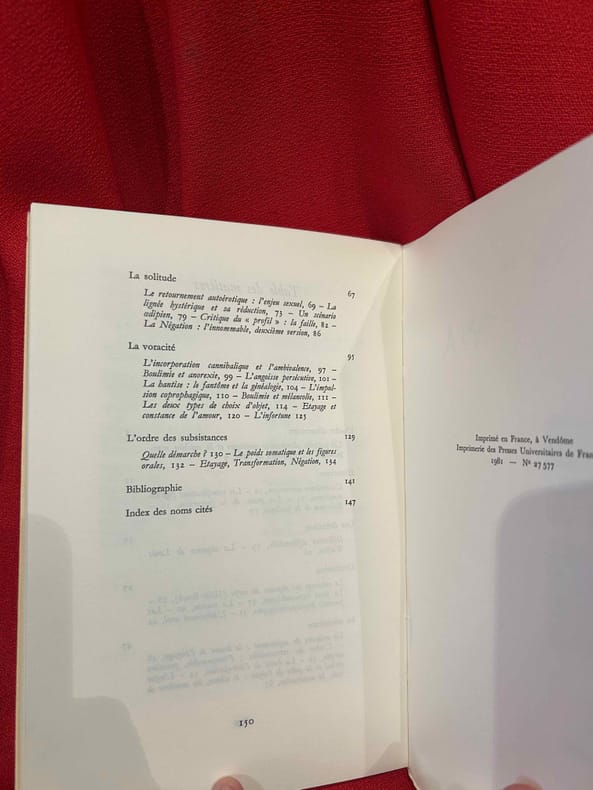 La solitude 67
Le retournement autoérotique : l'enjeu sexuel, 69 – La
lignée hystérique et sa réduction, 73 – Un scénario
œdipien, 79 – Critique du « profil » : la faille, 82 –
La Négation : l'innommable, deuxième version, 86
La voracité 95
L'incorporation cannibalique et l'ambivalence, 97 –
Boulimie et anorexie, 99 – L'angoisse persécutive, 101 –
La hantise : le fantôme et la généalogie, 104 – L'impul-
sion coprophagique, 110 – Boulimie et mélancolie, 111 –
Les deux types de choix d'objet, 114 – Etayage et
constance de l'amour, 120 – L'infortune 125
L'ordre des subsistances 129
Quelle démarche ? 130 – Le poids somatique et les figures
orales, 132 – Etayage, Transformation, Négation, 134
Bibliographie 141
Index des noms cités 147
150
Imprimé en France, à Vendôme
Imprimerie des Presses Universitaires de Fran
1981 — Nº 27 577